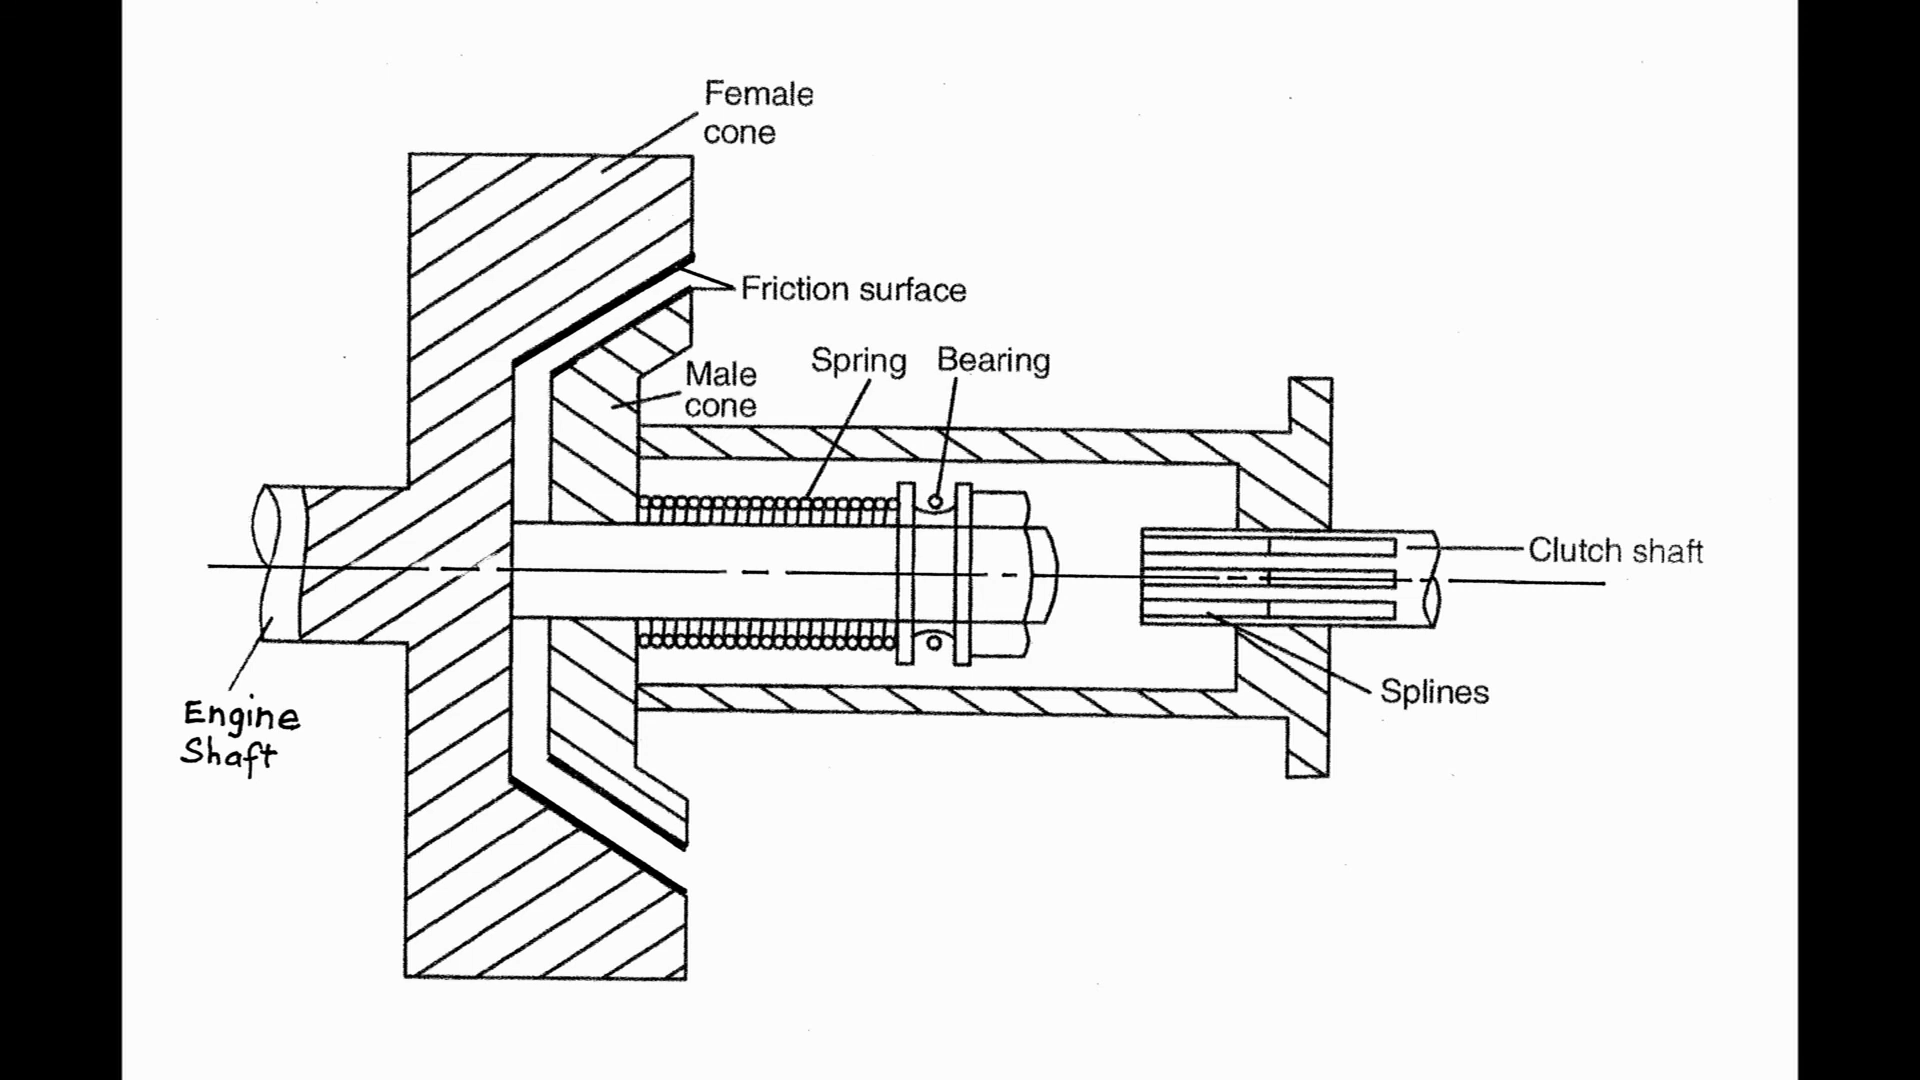 Female
cone
Friction surface
Spring
Bearing
Male
cone
Clutch shaft
Splines
Engine
Shaft